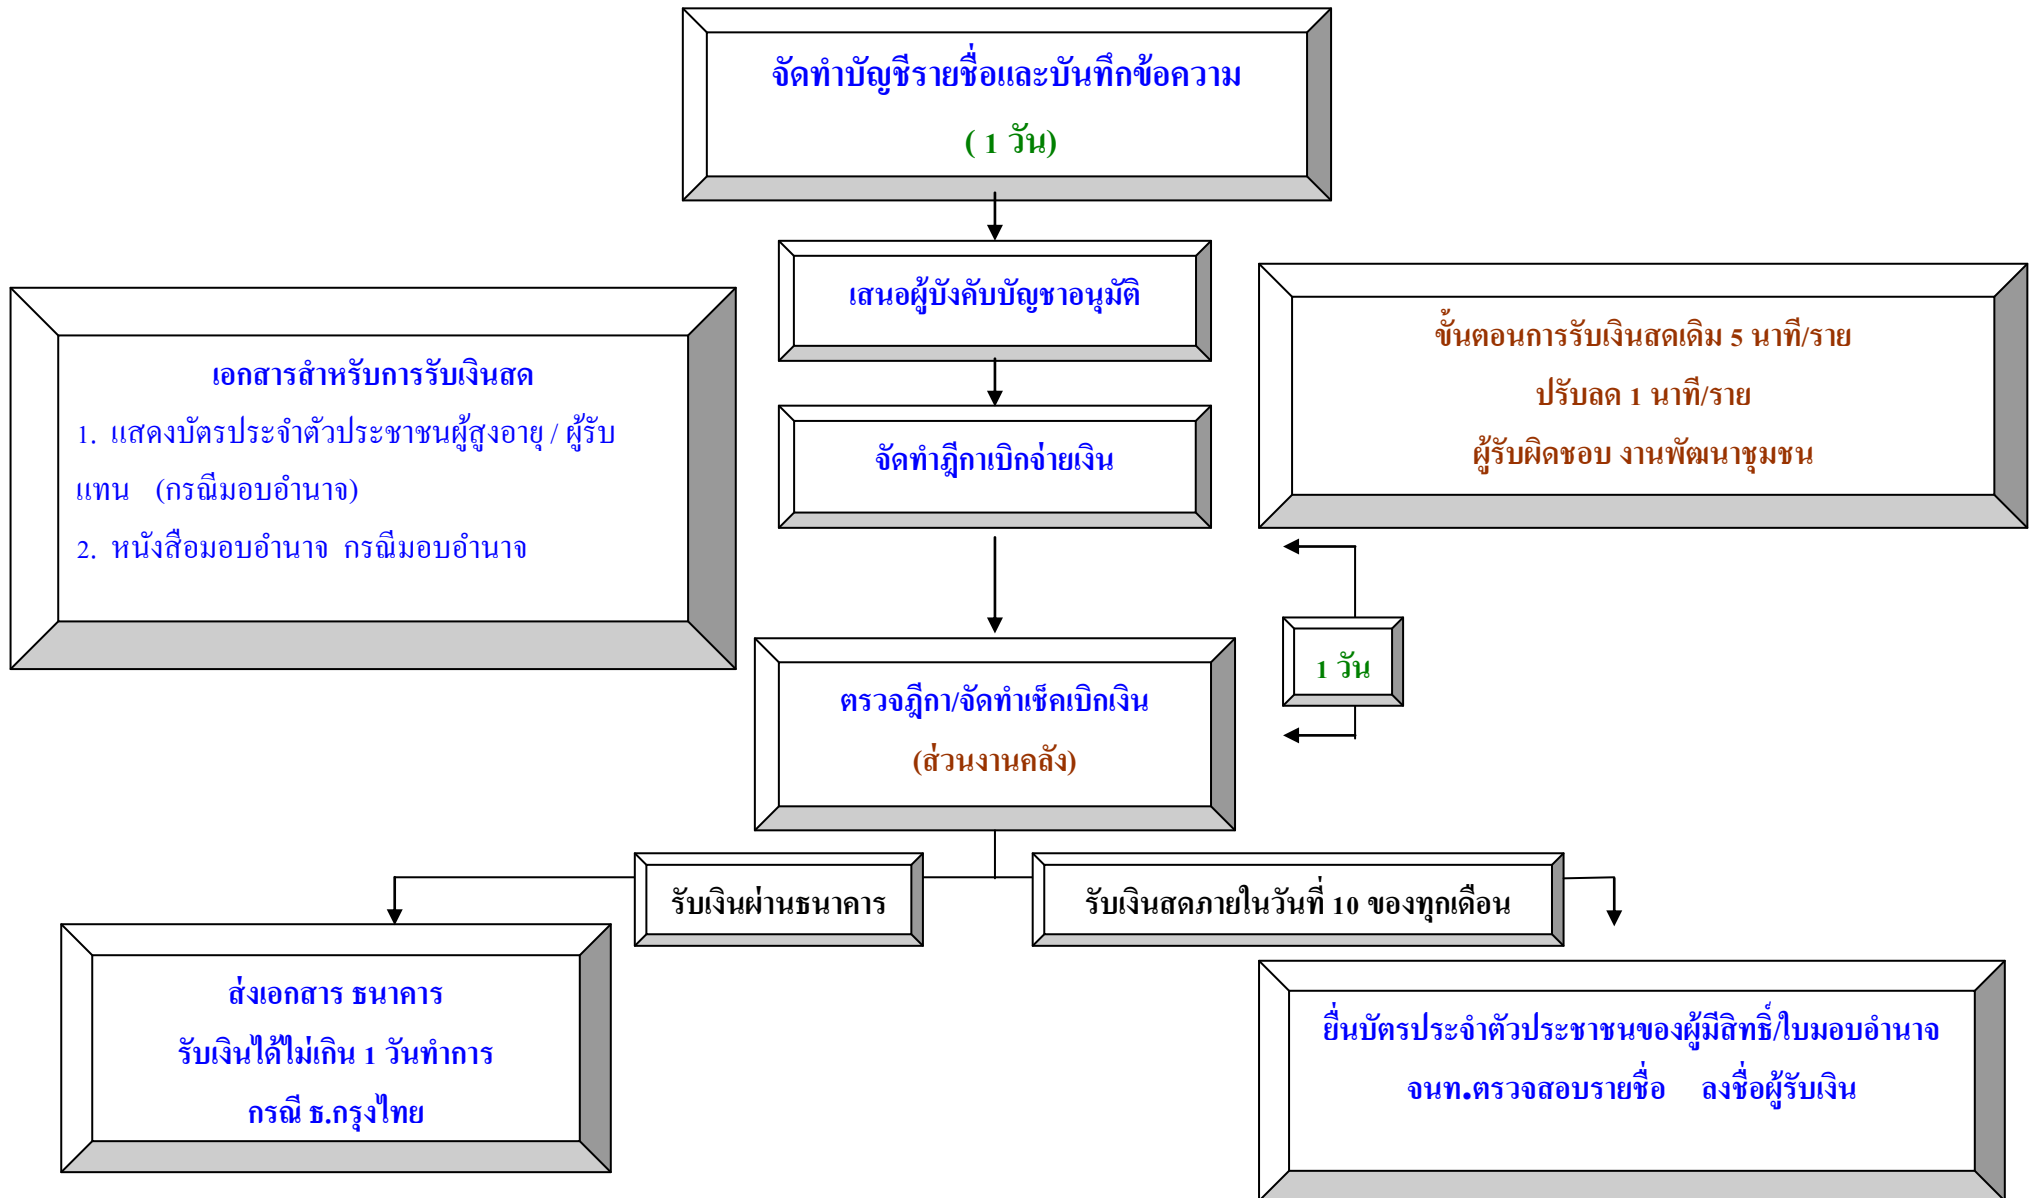 จัดทำบัญชีรายชื่อและบันทึกข้อความ
( 1 วัน)
เสนอผู้บังคับบัญชาอนุมัติ
เอกสารสำหรับการรับเงินสด
1. แสดงบัตรประจำตัวประชาชนผู้สูงอายุ / ผู้รับ
แทน (กรณีมอบอำนาจ)
2. หนังสือมอบอำนาจ กรณีมอบอำนาจ
จัดทำฎีกาเบิกจ่ายเงิน
ขั้นตอนการรับเงินสดเดิม 5 นาที/ราย
ปรับลด 1 นาที/ราย
ผู้รับผิดชอบ งานพัฒนาชุมชน
1 วัน
ตรวจฎีกา/จัดทำเช็คเบิกเงิน
(ส่วนงานคลัง)
รับเงินผ่านธนาคาร
รับเงินสดภายในวันที่ 10 ของทุกเดือน
ส่งเอกสาร ธนาคาร
รับเงินได้ไม่เกิน 1 วันทำการ
กรณี ธ.กรุงไทย
ยื่นบัตรประจำตัวประชาชนของผู้มีสิทธิ์/ใบมอบอำนาจ
จนท.ตรวจสอบรายชื่อ ลงชื่อผู้รับเงิน